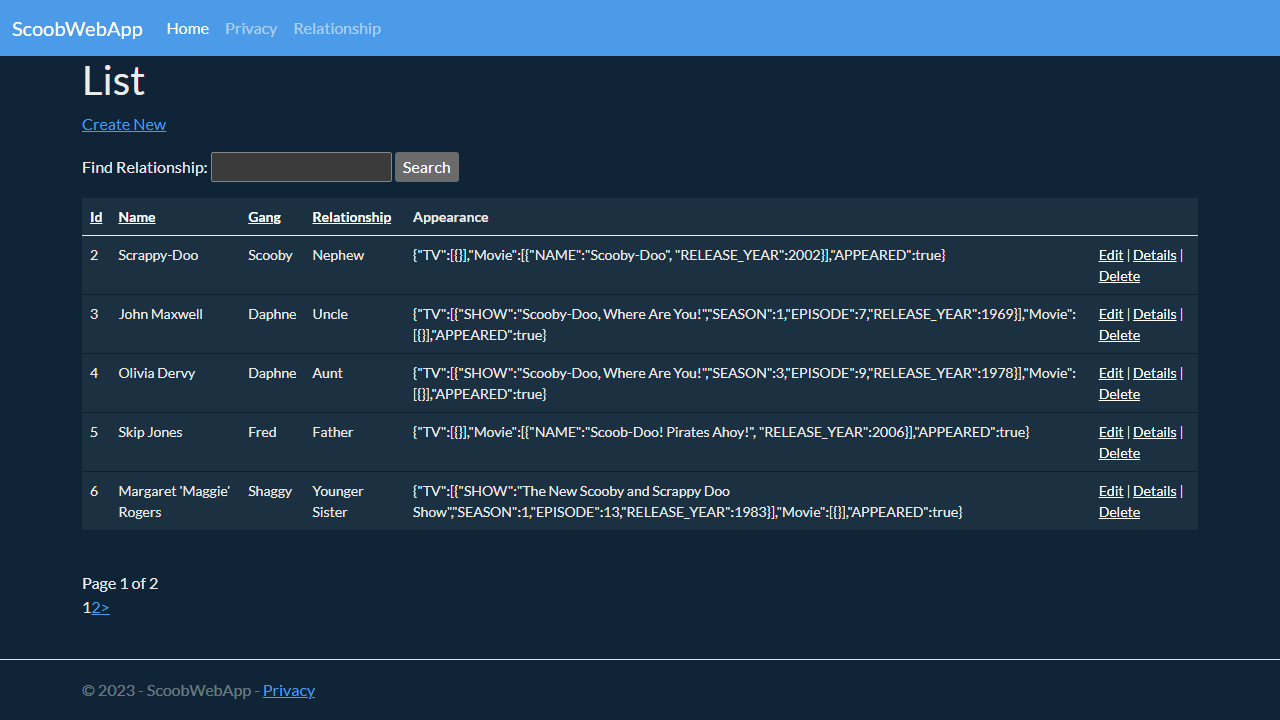 ScoobWebApp Home Privacy Relationship
List
Create New
Find Relationship: Search
Id Name Gang Relationship Appearance
2 Scrappy-Doo Scooby Nephew {"TV":[{}],"Movie":[{"NAME":"Scooby-Doo", "RELEASE_YEAR":2002}],"APPEARED":true} Edit | Details |
Delete
3 John Maxwell Daphne Uncle {"TV":[{"SHOW":"Scooby-Doo, Where Are You!","SEASON":1,"EPISODE":7,"RELEASE_YEAR":1969}],"Movie": Edit | Details |
[{}],"APPEARED":true} Delete
4 Olivia Dervy Daphne Aunt {"TV":[{"SHOW":"Scooby-Doo, Where Are You!","SEASON":3,"EPISODE":9,"RELEASE_YEAR":1978}],"Movie": Edit | Details |
[{}],"APPEARED":true} Delete
5 Skip Jones Fred Father {"TV":[{}],"Movie":[{"NAME":"Scoob-Doo! Pirates Ahoy!", "RELEASE_YEAR":2006}],"APPEARED":true} Edit | Details |
Delete
6 Margaret 'Maggie' Shaggy Younger {"TV":[{"SHOW":"The New Scooby and Scrappy Doo Edit | Details |
Rogers Sister Show","SEASON":1,"EPISODE":13,"RELEASE_YEAR":1983}],"Movie":[{}],"APPEARED":true} Delete
Page 1 of 2
12>
© 2023 - ScoobWebApp - Privacy